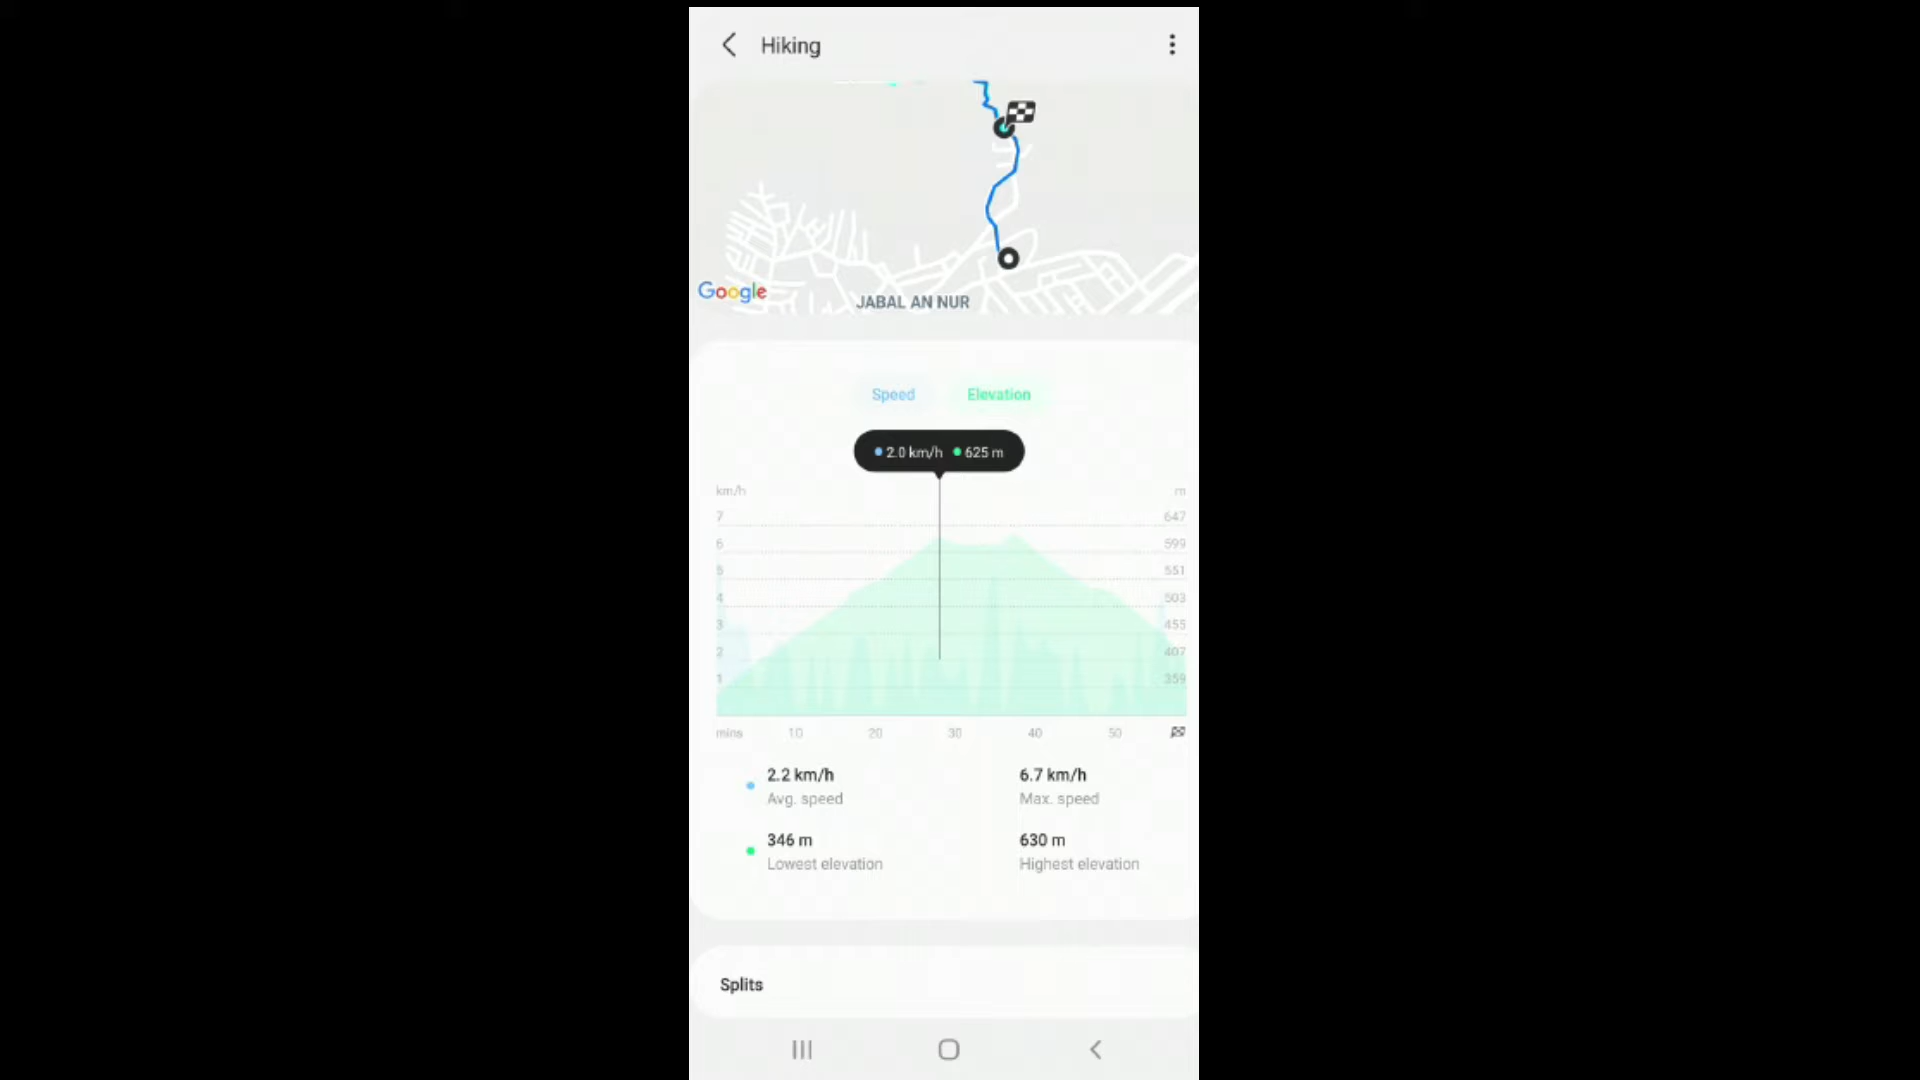 Hiking
Google
JABAL AN NUR
Speed Elevation
2.0 km/h 625 m
km/h m
7 647
6 599
5 551
4 503
3 455
2 407
1 359
mins 10 20 30 40 50
2.2 km/h 6.7 km/h
Avg. speed Max. speed
346 m 630 m
Lowest elevation Highest elevation
Splits